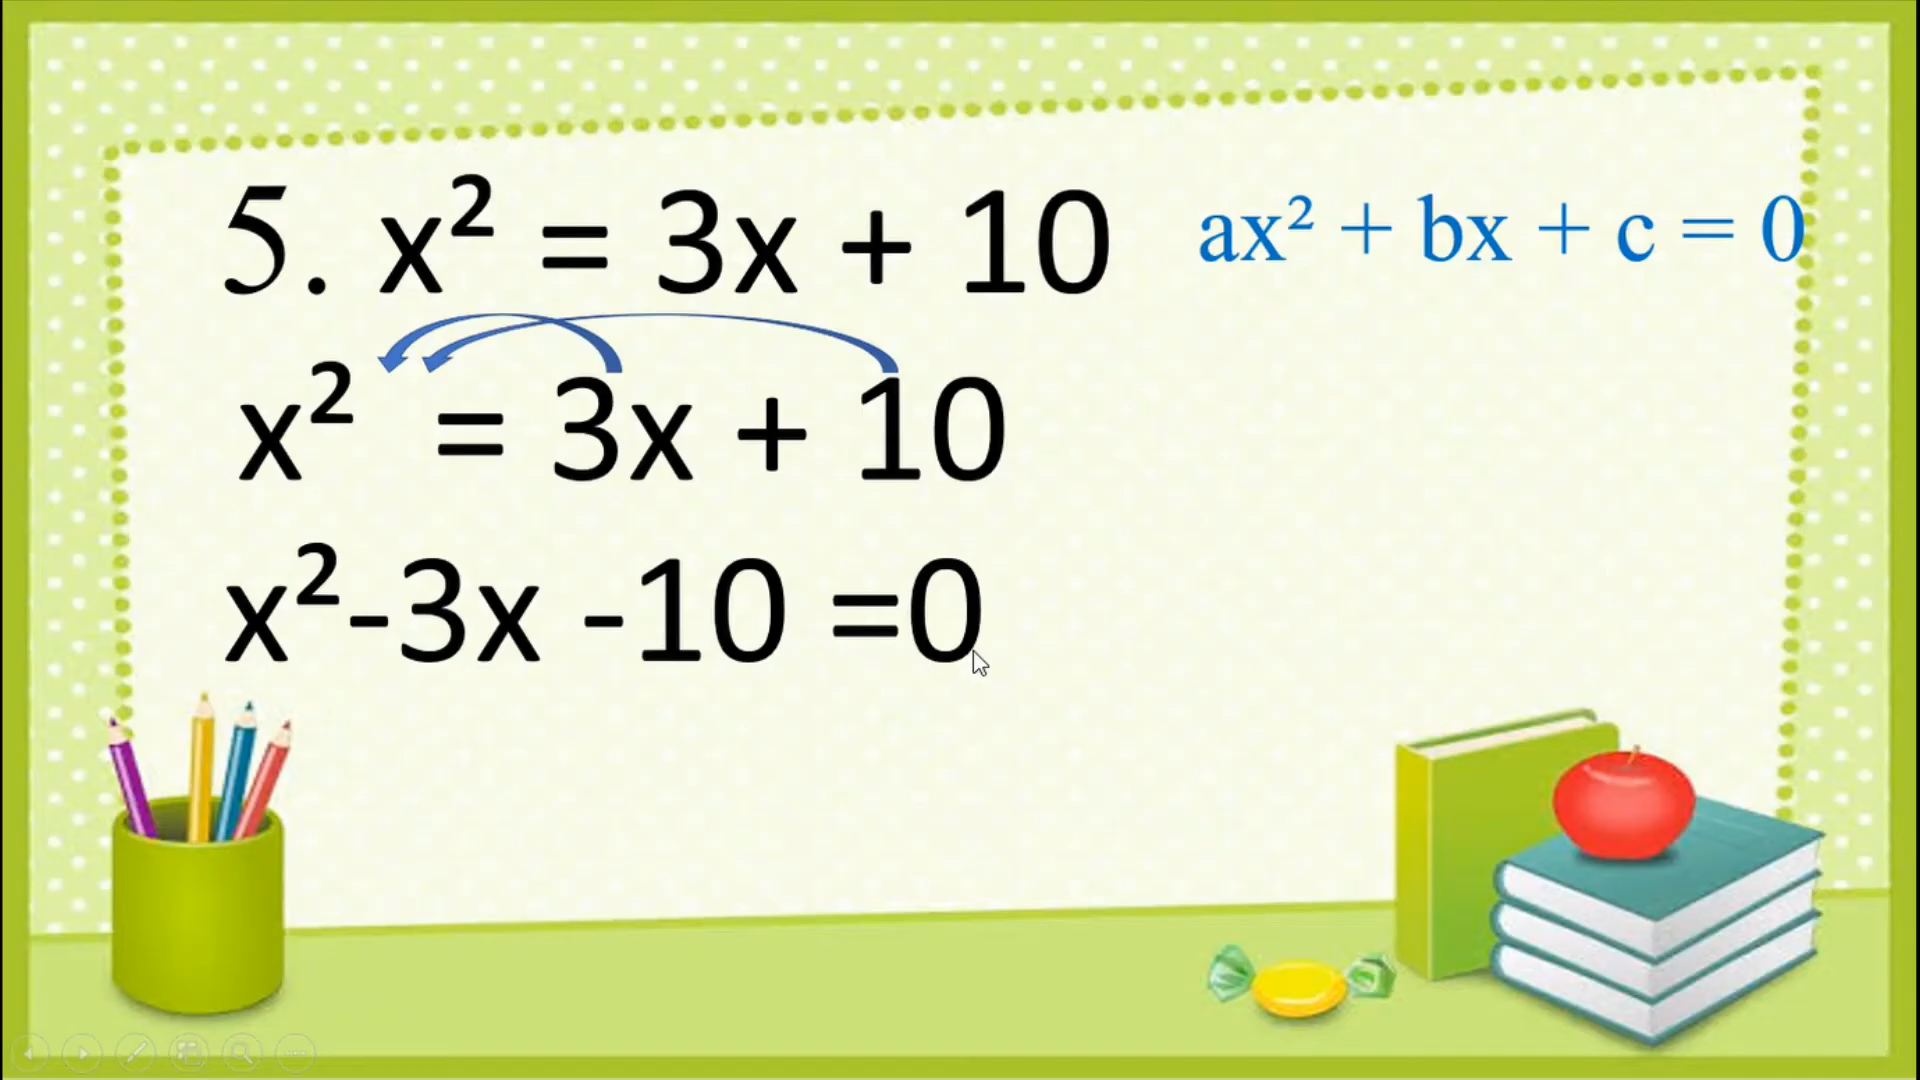 5. x² = 3x + 10
ax² + bx + c = 0
x² = 3x + 10
x²-3x -10 =0